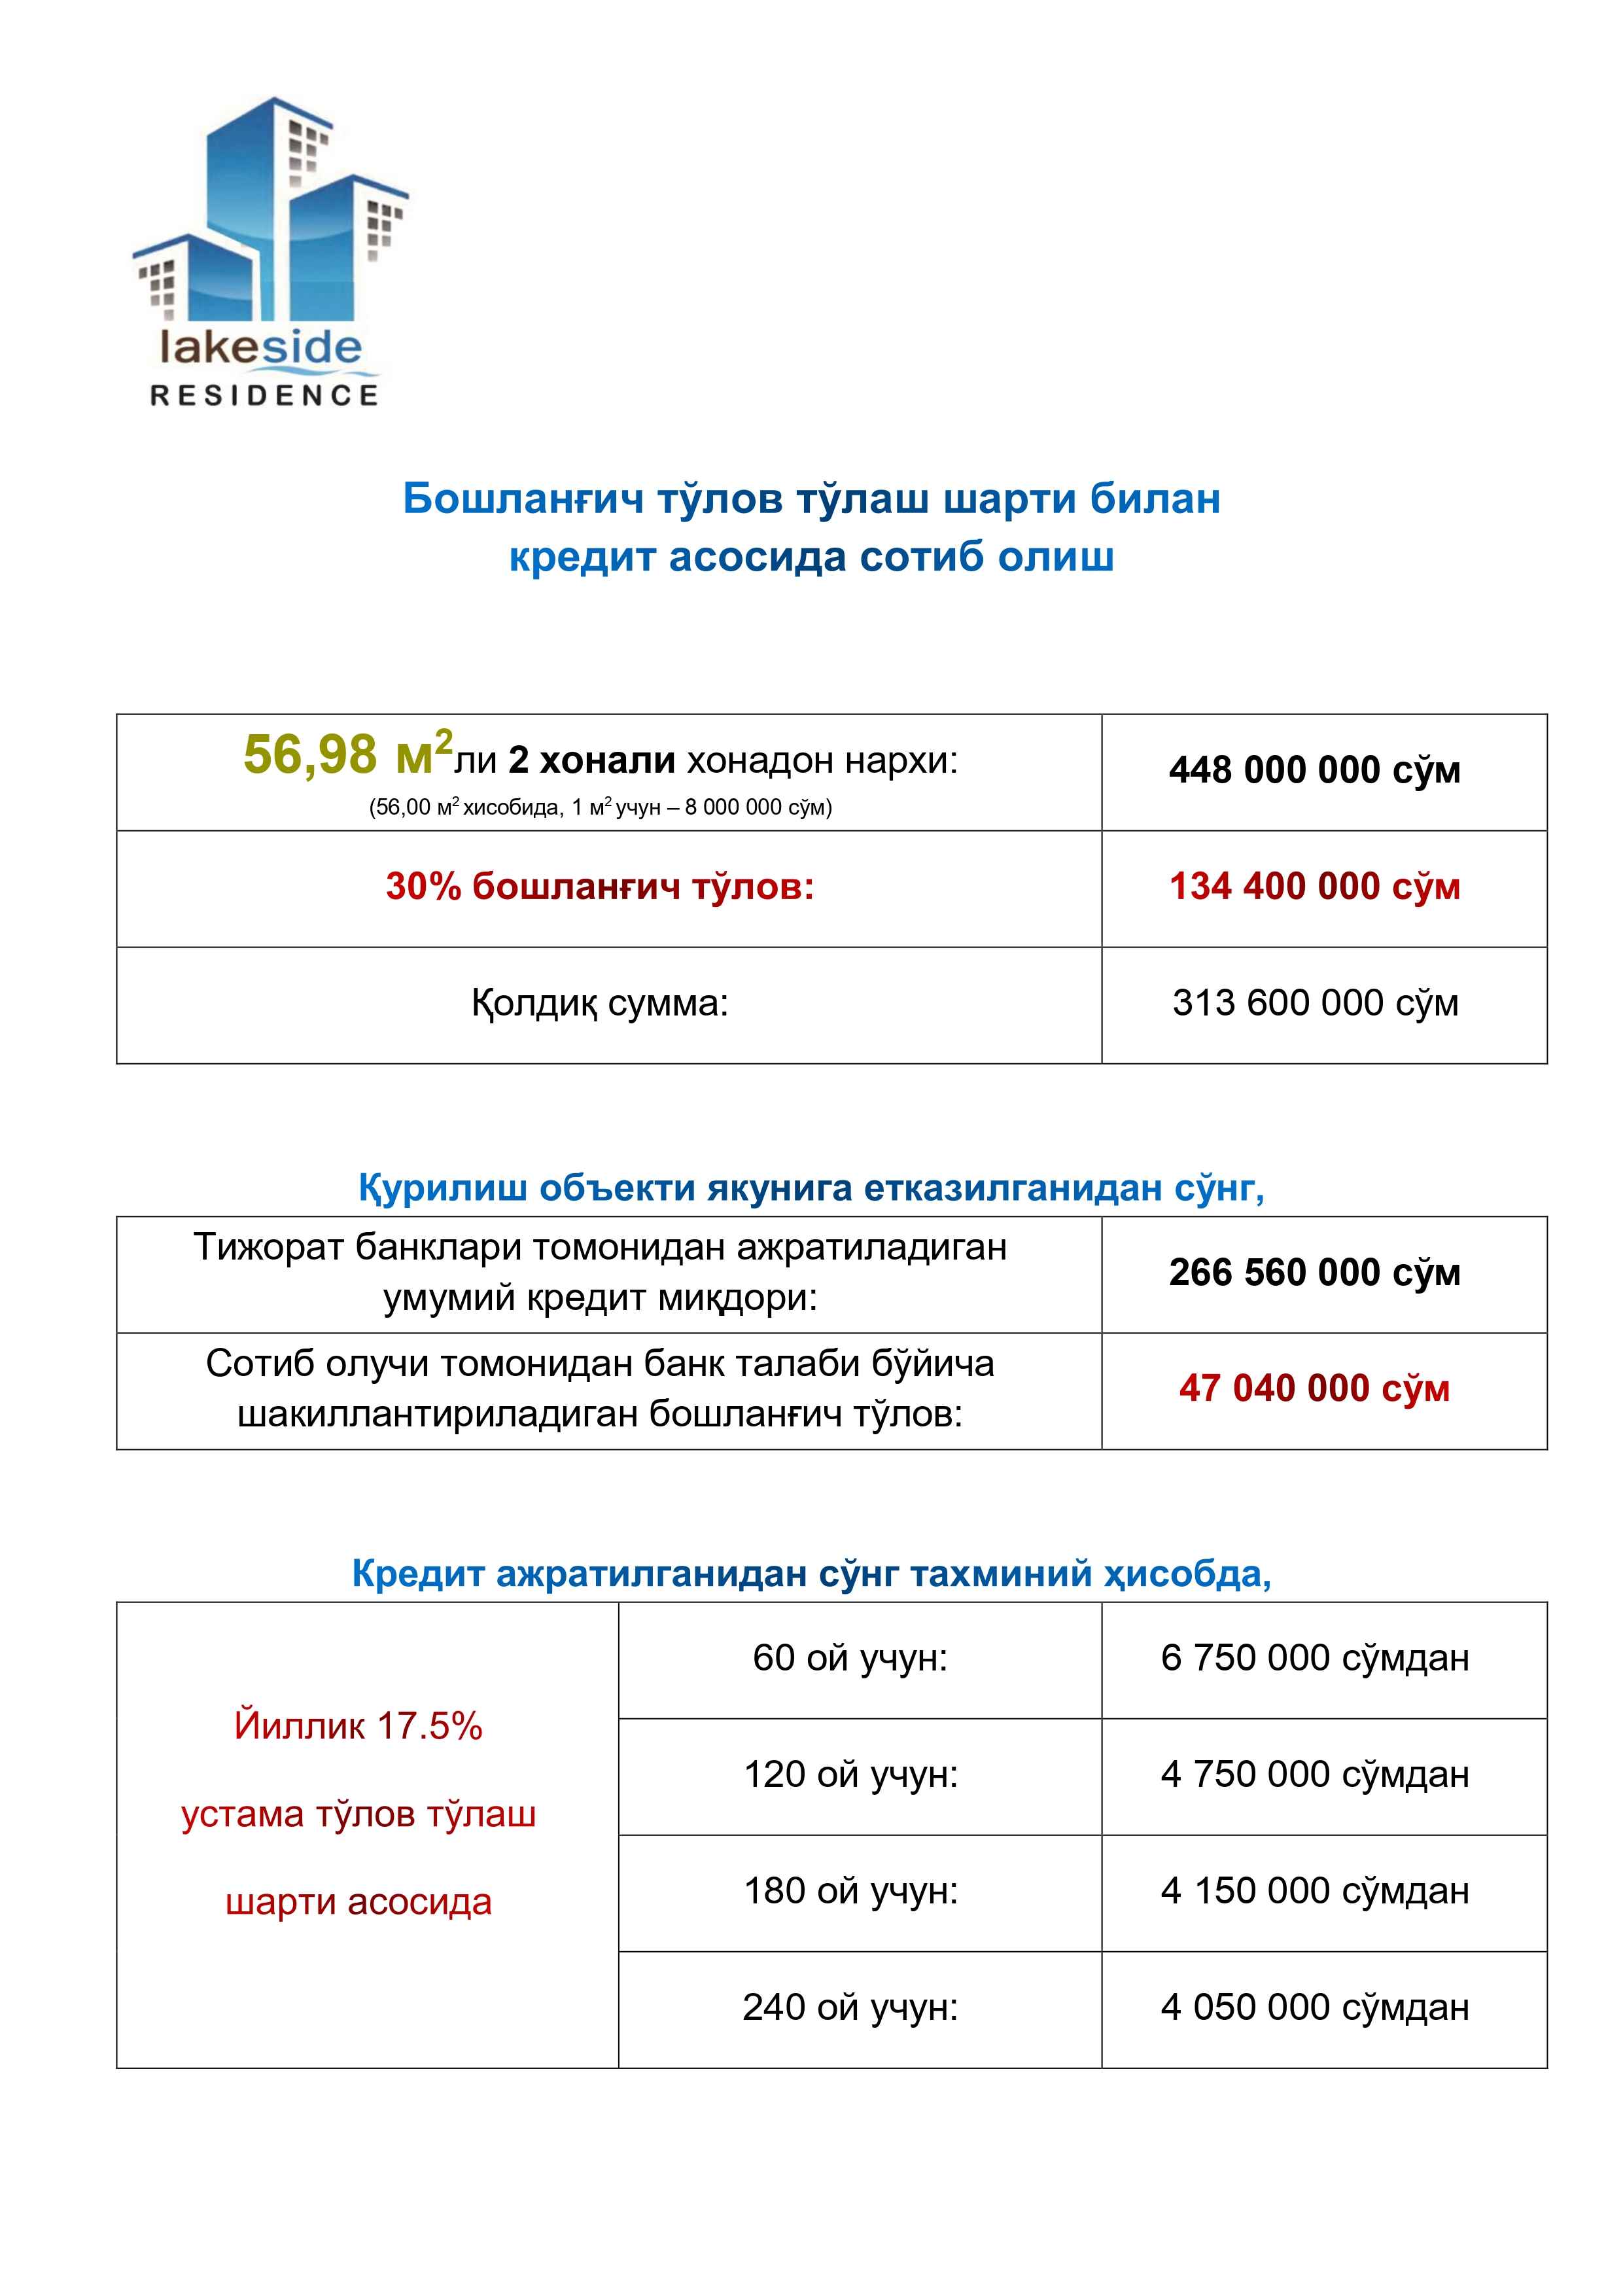 lakeside
RESIDENCE
Бошланғич тўлов тўлаш шарти билан
кредит асосида сотиб олиш
56,98 м²ли 2 хонали хонадон нархи:
(56,00 м² хисобида, 1 м² учун – 8 000 000 сўм)
448 000 000 сўм
30% бошланғич тўлов:
134 400 000 сўм
Қолдиқ сумма:
313 600 000 сўм
Қурилиш объекти якунига етказилганидан сўнг,
Тижорат банклари томонидан ажратиладиган
умумий кредит миқдори:
266 560 000 сўм
Сотиб олучи томонидан банк талаби бўйича
шакиллантириладиган бошланғич тўлов:
47 040 000 сўм
Кредит ажратилганидан сўнг тахминий ҳисобда,
Йиллик 17.5%
устама тўлов тўлаш
шарти асосида
60 ой учун:
6 750 000 сўмдан
120 ой учун:
4 750 000 сўмдан
180 ой учун:
4 150 000 сўмдан
240 ой учун:
4 050 000 сўмдан